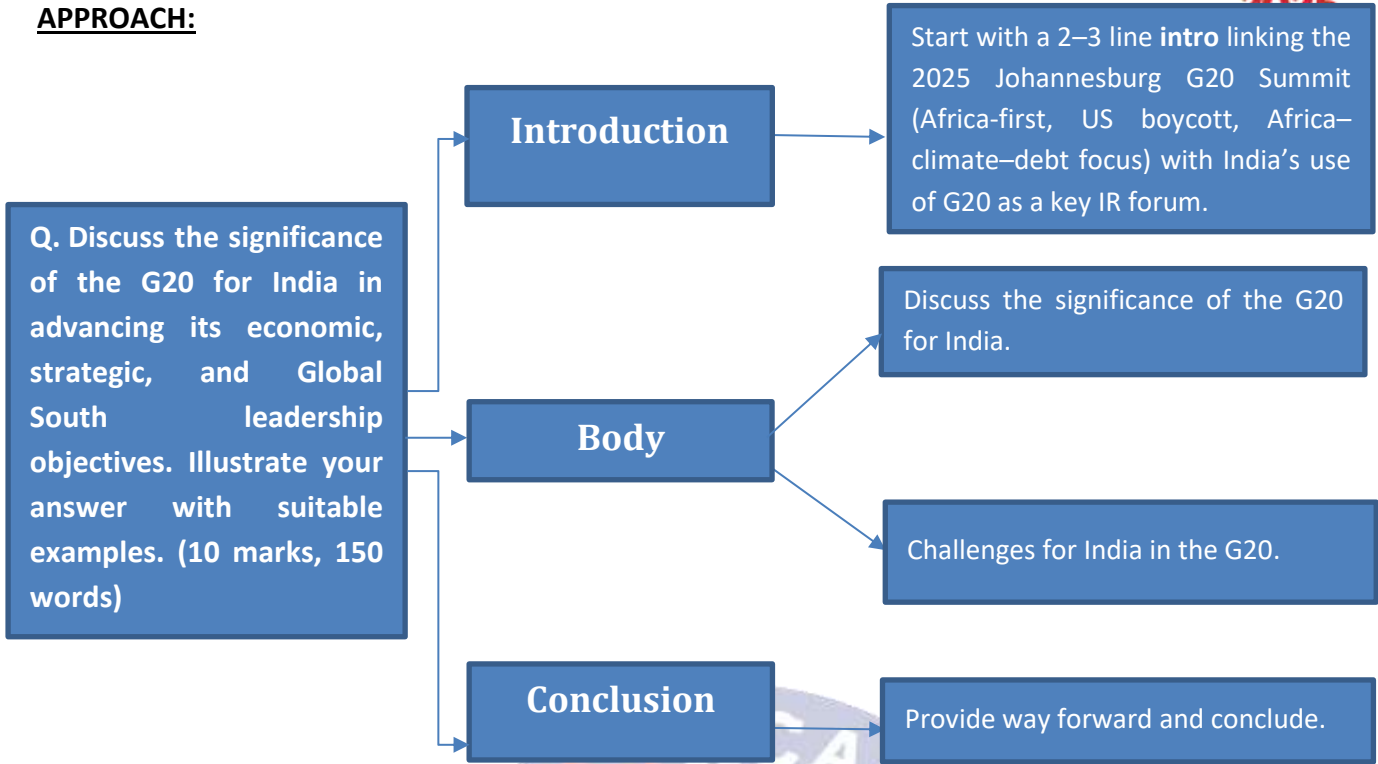 APPROACH:
Start with a 2–3 line intro linking the
2025 Johannesburg G20 Summit
(Africa-first, US boycott, Africa–
climate–debt focus) with India's use
of G20 as a key IR forum.
Introduction
Q. Discuss the significance
of the G20 for India in
advancing its economic,
strategic, and Global
South leadership
objectives. Illustrate your
answer with suitable
examples. (10 marks, 150
words)
Discuss the significance of the G20
for India.
Body
Challenges for India in the G20.
Conclusion
Provide way forward and conclude.